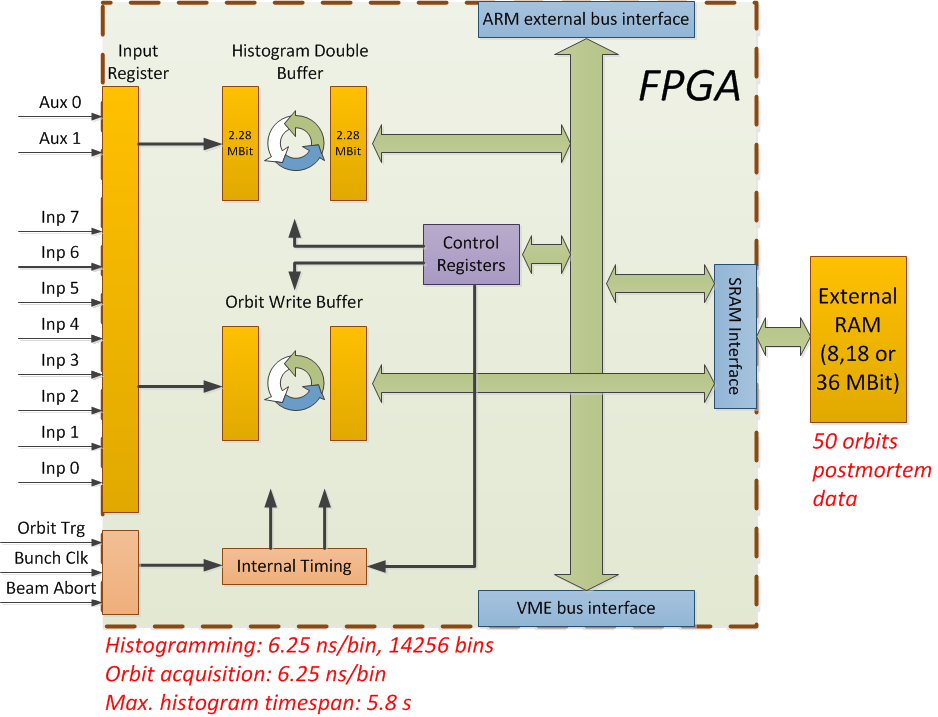 ARM external bus interface
FPGA
Input
Register
Histogram Double
Buffer
Aux 0
Aux 1
2.28
MBit
2.28
MBit
Inp 7
Inp 6
Inp 5
Inp 4
Inp 3
Inp 2
Inp 1
Inp 0
Control
Registers
Orbit Write Buffer
SRAM Interface
External
RAM
(8,18 or
36 MBit)
50 orbits
postmortem
data
Orbit Trg
Bunch Clk
Beam Abort
Internal Timing
VME bus interface
Histogramming: 6.25 ns/bin, 14256 bins
Orbit acquisition: 6.25 ns/bin
Max. histogram timespan: 5.8 s